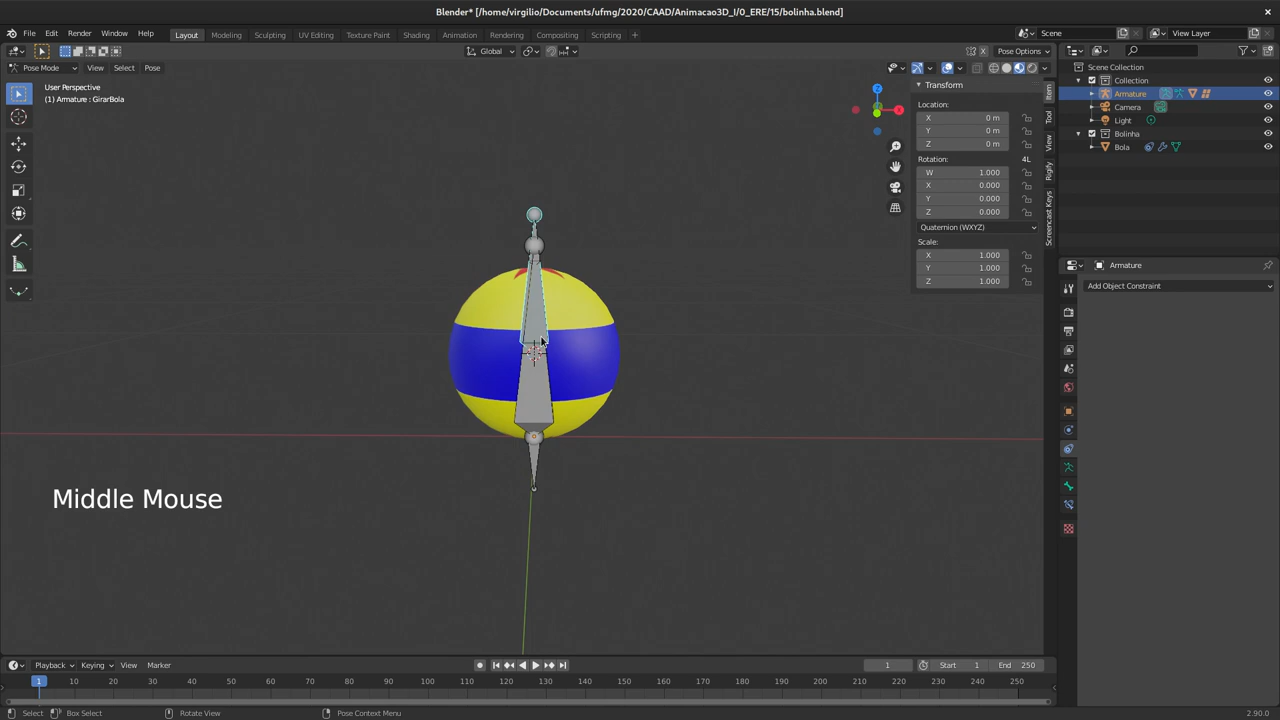 Blender* [/home/virgilio/Documents/ufmg/2020/CAAD/Animacao3D_I/0_ERE/15/bolinha.blend]
File Edit Render Window Help Layout Modeling Sculpting UV Editing Texture Paint Shading Animation Rendering Compositing Scripting + Scene View Layer
Global Pose Options
Pose Mode View Select Pose
User Perspective
(1) Armature : GirarBola
Transform
Location:
X 0 m
Y 0 m
Z 0 m
Rotation: 4L
W 1.000
X 0.000
Y 0.000
Z 0.000
Quaternion (WXYZ)
Scale:
X 1.000
Y 1.000
Z 1.000
Item
Tool
View
Rigify
Screencast Keys
Z
X
Scene Collection
Collection
Armature
Camera
Light
Bolinha
Bola
Armature
Add Object Constraint
Middle Mouse
Playback Keying View Marker 1 Start 1 End 250
1 10 20 30 40 50 60 70 80 90 100 110 120 130 140 150 160 170 180 190 200 210 220 230 240 250
Select Box Select Rotate View Pose Context Menu 2.90.0